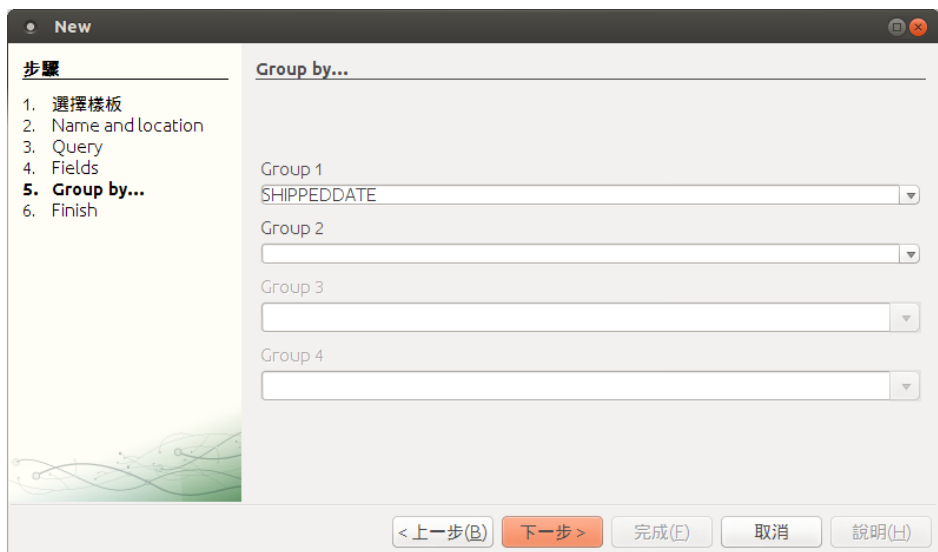 New
步驟
1. 選擇樣板
2. Name and location
3. Query
4. Fields
5. Group by...
6. Finish
Group by...
Group 1
SHIPPEDDATE
Group 2
Group 3
Group 4
< 上一步(B)
下一步 >
完成(F)
取消
說明(H)